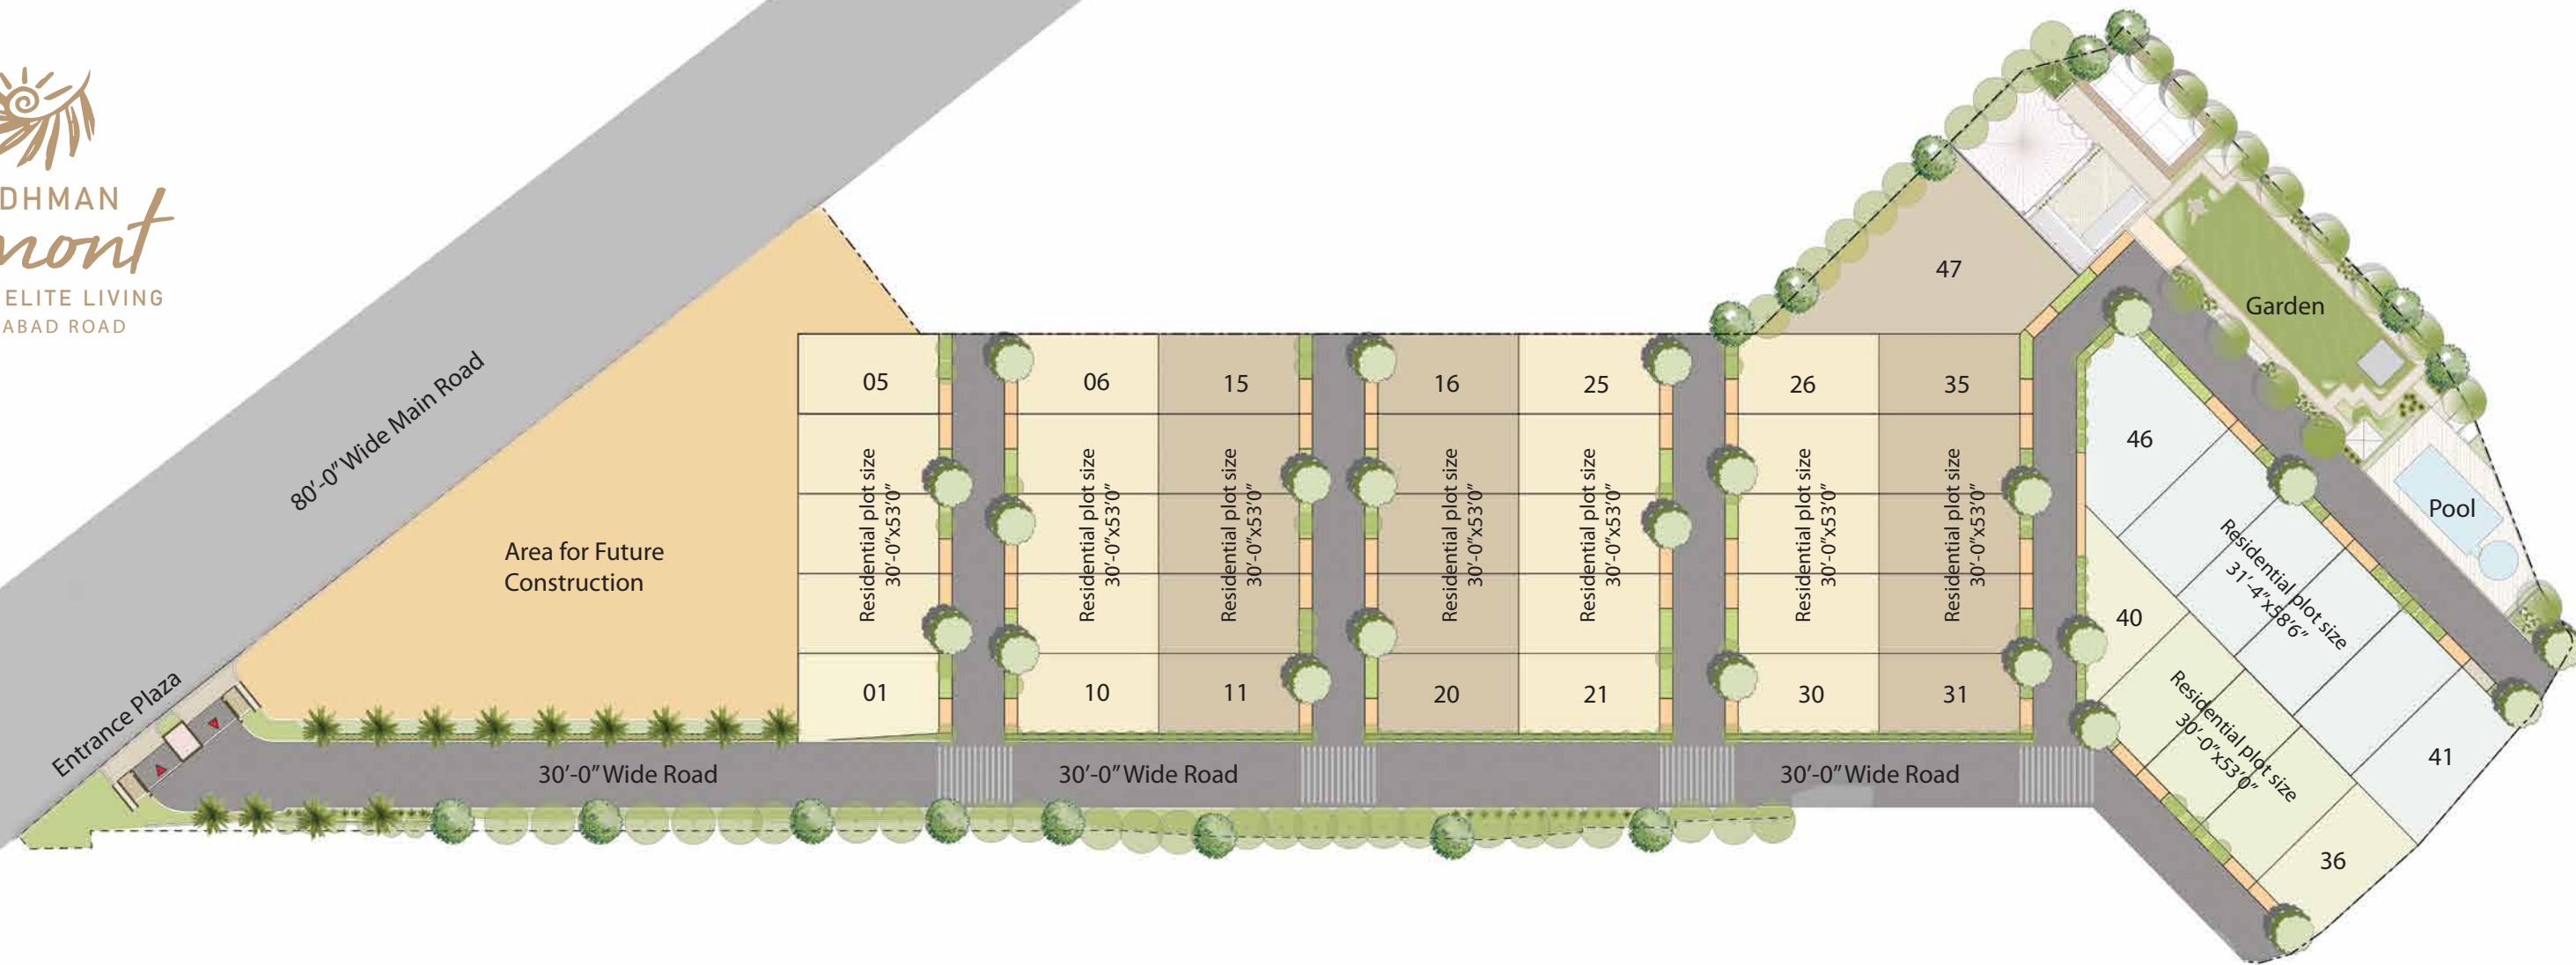 DHMAN
mont
ELITE LIVING
ABAD ROAD
80'-0" Wide Main Road
Entrance Plaza
Area for Future
Construction
05
Residential plot size
30'-0"x53'0"
01
06
Residential plot size
30'-0"x53'0"
10
15
Residential plot size
30'-0"x53'0"
11
16
Residential plot size
30'-0"x53'0"
20
25
Residential plot size
30'-0"x53'0"
21
26
Residential plot size
30'-0"x53'0"
30
35
Residential plot size
30'-0"x53'0"
31
47
Garden
Pool
46
Residential plot size
31'-4"x58'6"
41
40
Residential plot size
30'-0"x53'0"
36
30'-0" Wide Road
30'-0" Wide Road
30'-0" Wide Road